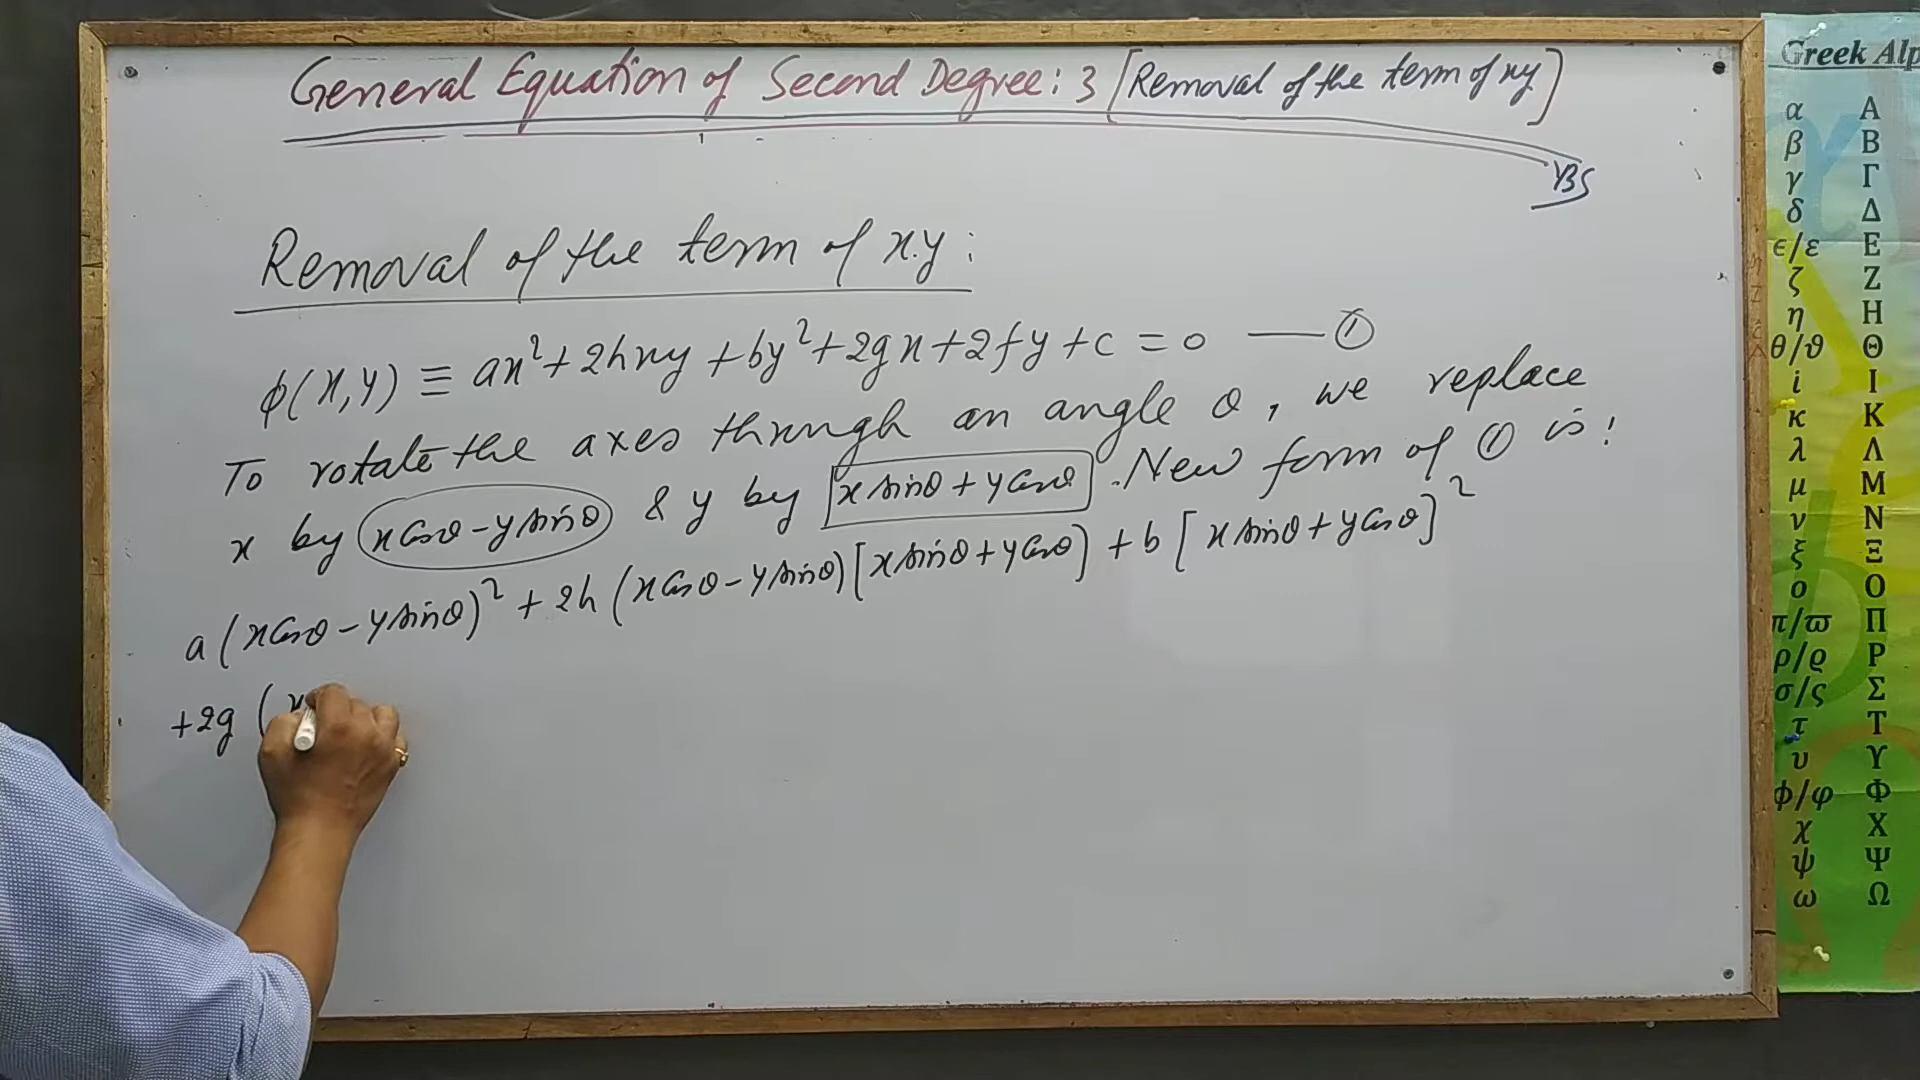 General Equation of Second Degree: 3 [Removal of the term of xy]
YBS
Removal of the term of x.y:
ϕ(x,y) ≡ ax²+2hxy+by²+2gx+2fy+c=0 — ①
To rotate the axes through an angle θ, we replace
x by (xCosθ-ysinθ) & y by [x sinθ+yCosθ]. New form of ① is:
a(xCosθ-ysinθ)²+2h(xCosθ-ysinθ)[xsinθ+yCosθ]+b[xsinθ+yCosθ]²
+2g (x
Greek Alp
α Α
β Β
γ Γ
δ Δ
ϵ/ε Ε
ζ Ζ
η Η
θ/ϑ Θ
i Ι
κ Κ
λ Λ
μ Μ
ν Ν
ξ Ξ
ο Ο
π/ϖ Π
ρ/ϱ Ρ
σ/ς Σ
τ Τ
υ Υ
ϕ/φ Φ
χ Χ
ψ Ψ
ω Ω